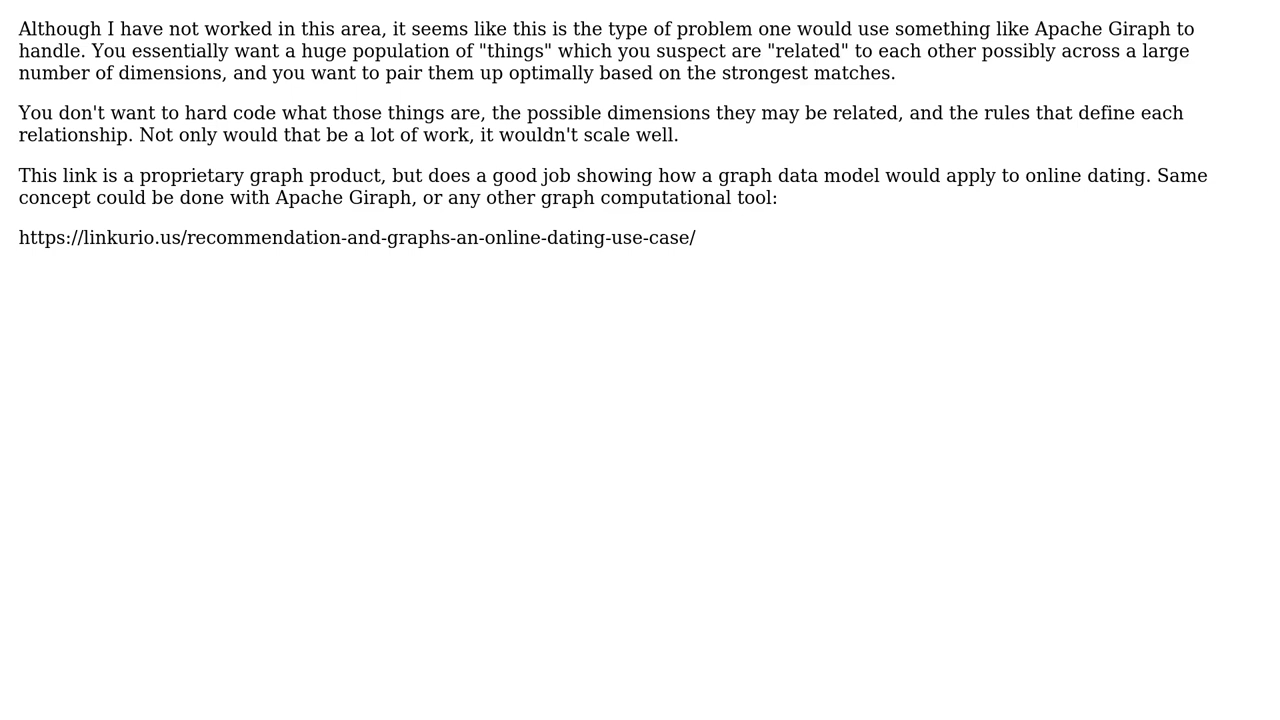 Although I have not worked in this area, it seems like this is the type of problem one would use something like Apache Giraph to
handle. You essentially want a huge population of "things" which you suspect are "related" to each other possibly across a large
number of dimensions, and you want to pair them up optimally based on the strongest matches.
You don't want to hard code what those things are, the possible dimensions they may be related, and the rules that define each
relationship. Not only would that be a lot of work, it wouldn't scale well.
This link is a proprietary graph product, but does a good job showing how a graph data model would apply to online dating. Same
concept could be done with Apache Giraph, or any other graph computational tool:
https://linkurio.us/recommendation-and-graphs-an-online-dating-use-case/